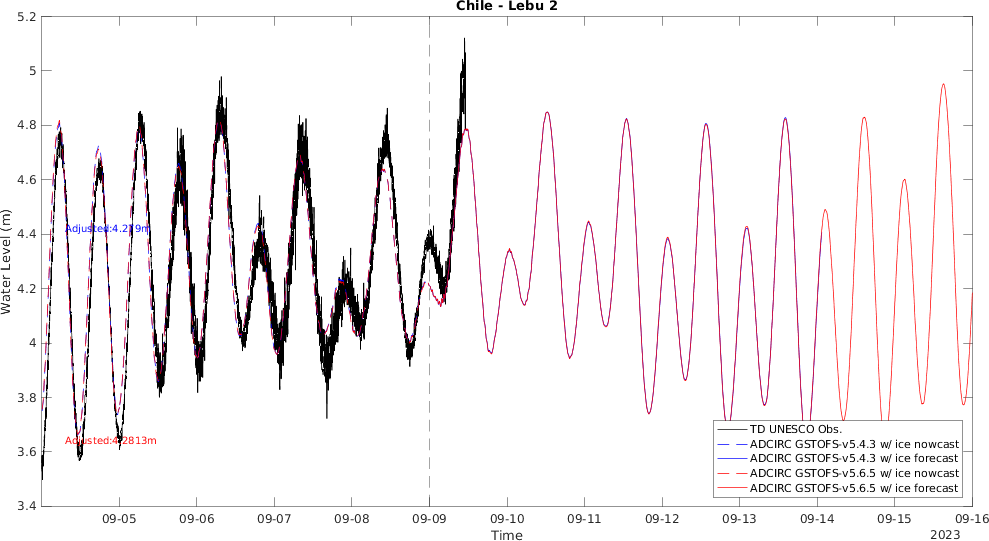 Chile - Lebu 2
Water Level (m)
5.2
5
4.8
4.6
4.4
4.2
4
3.8
3.6
3.4
Adjusted:4.279m
Adjusted:4.2813m
TD UNESCO Obs.
ADCIRC GSTOFS-v5.4.3 w/ ice nowcast
ADCIRC GSTOFS-v5.4.3 w/ ice forecast
ADCIRC GSTOFS-v5.6.5 w/ ice nowcast
ADCIRC GSTOFS-v5.6.5 w/ ice forecast
09-05 09-06 09-07 09-08 09-09 09-10 09-11 09-12 09-13 09-14 09-15 09-16
Time
2023